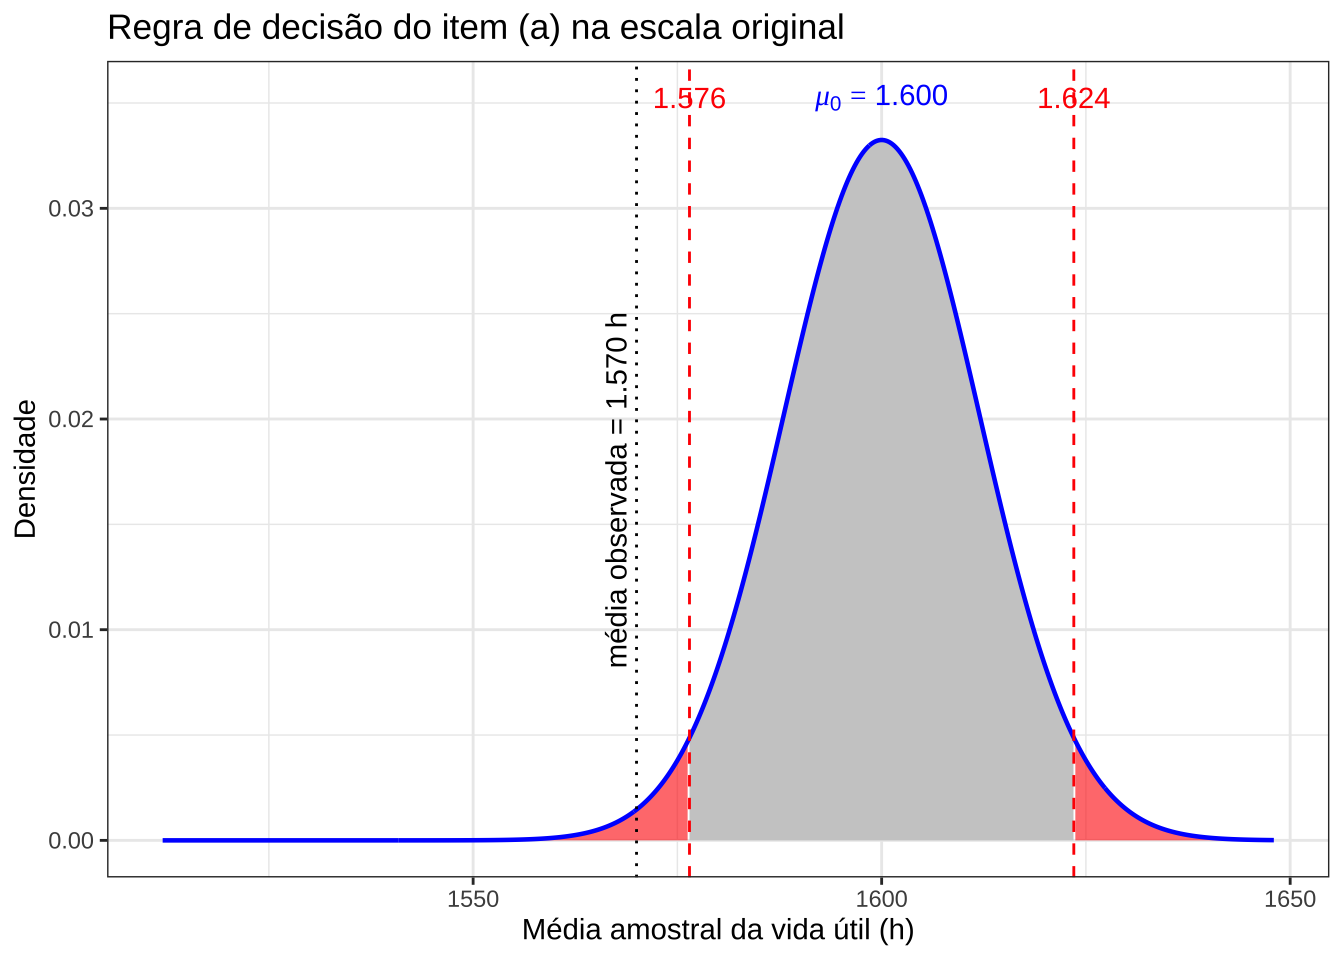 Regra de decisão do item (a) na escala original
1.576
μ0 = 1.600
1.624
média observada = 1.570 h
Densidade
0.03
0.02
0.01
0.00
1550
1600
1650
Média amostral da vida útil (h)